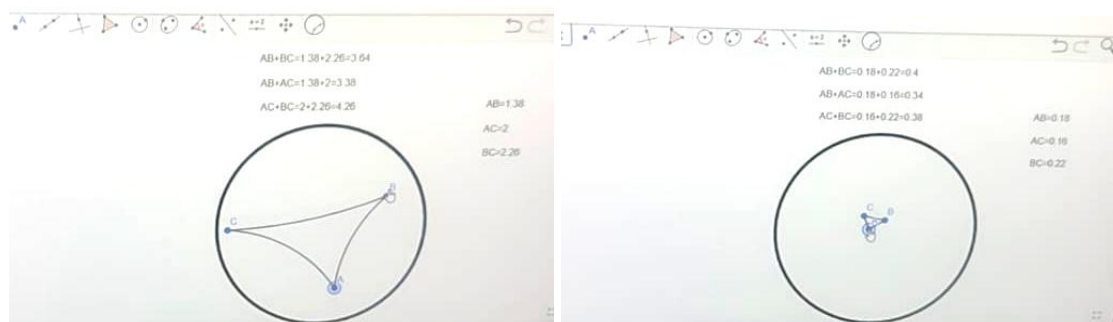 A
AB+BC=1.38+2.26=3.64
AB+AC=1.38+2=3.38
AC+BC=2+2.26=4.26
AB=1.38
AC=2
BC=2.26
B
C
A
A
a=2
AB+BC=0.18+0.22=0.4
AB+AC=0.18+0.16=0.34
AC+BC=0.16+0.22=0.38
AB=0.18
AC=0.16
BC=0.22
C
B